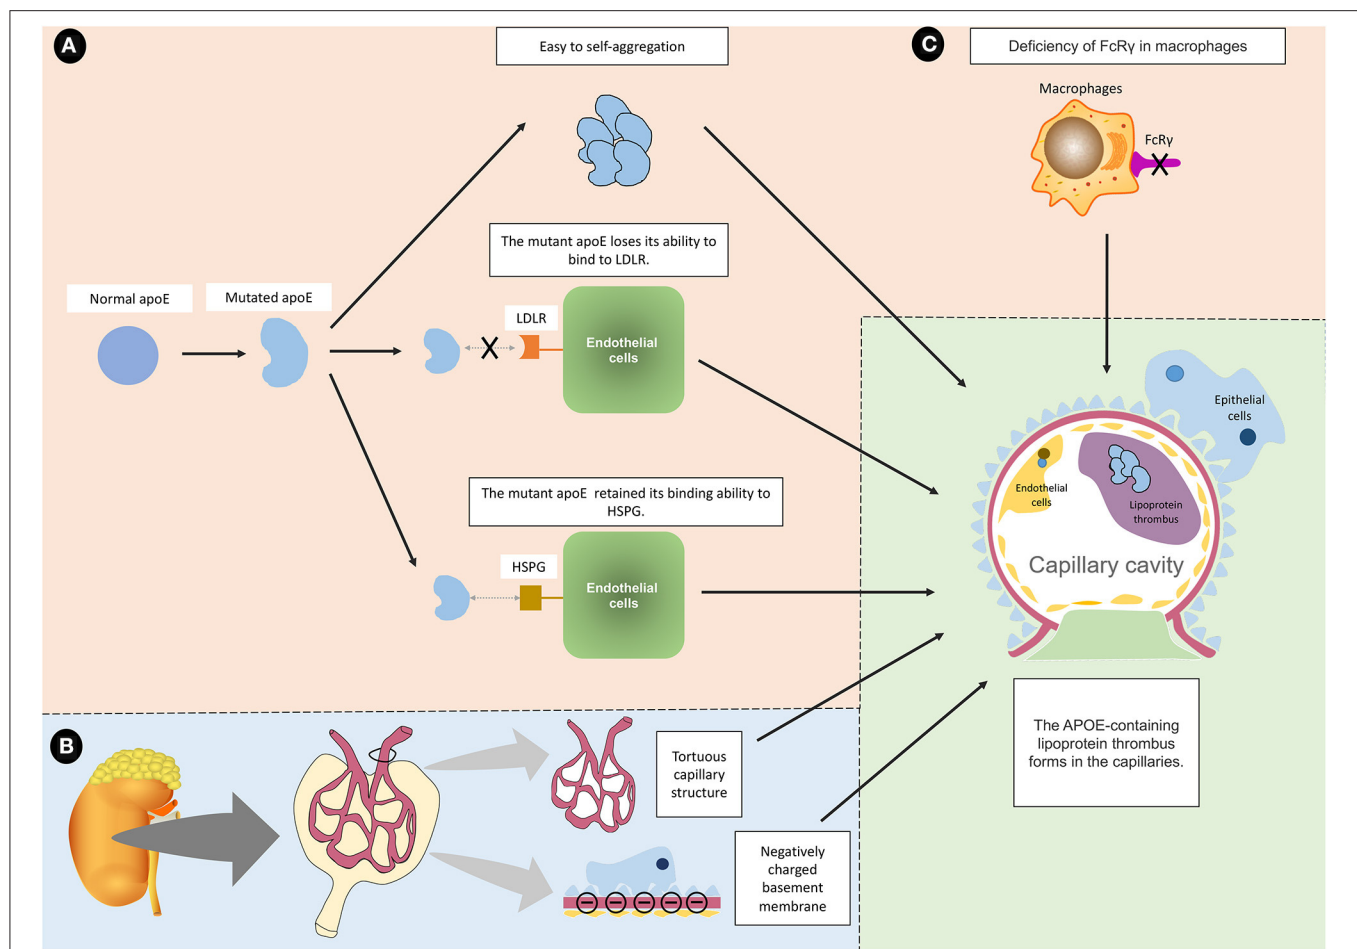 A
Easy to self-aggregation
C
Deficiency of FcRγ in macrophages
Macrophages
FcRγ
The mutant apoE loses its ability to
bind to LDLR.
Normal apoE
Mutated apoE
LDLR
Endothelial
cells
Epithelial
cells
Endothelial
cells
Lipoprotein
thrombus
The mutant apoE retained its binding ability to
HSPG.
Capillary cavity
HSPG
Endothelial
cells
The APOE-containing
lipoprotein thrombus
forms in the capillaries.
B
Tortuous
capillary
structure
Negatively
charged
basement
membrane